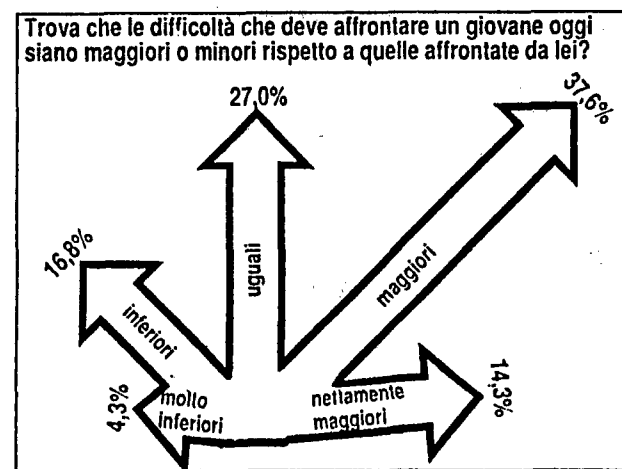 Trova che le difficoltà che deve affrontare un giovane oggi
siano maggiori o minori rispetto a quelle affrontate da lei?
27,0%
37,6%
16,8%
uguali
maggiori
inferiori
4,3%
molto
inferiori
nettamente
maggiori
14,3%